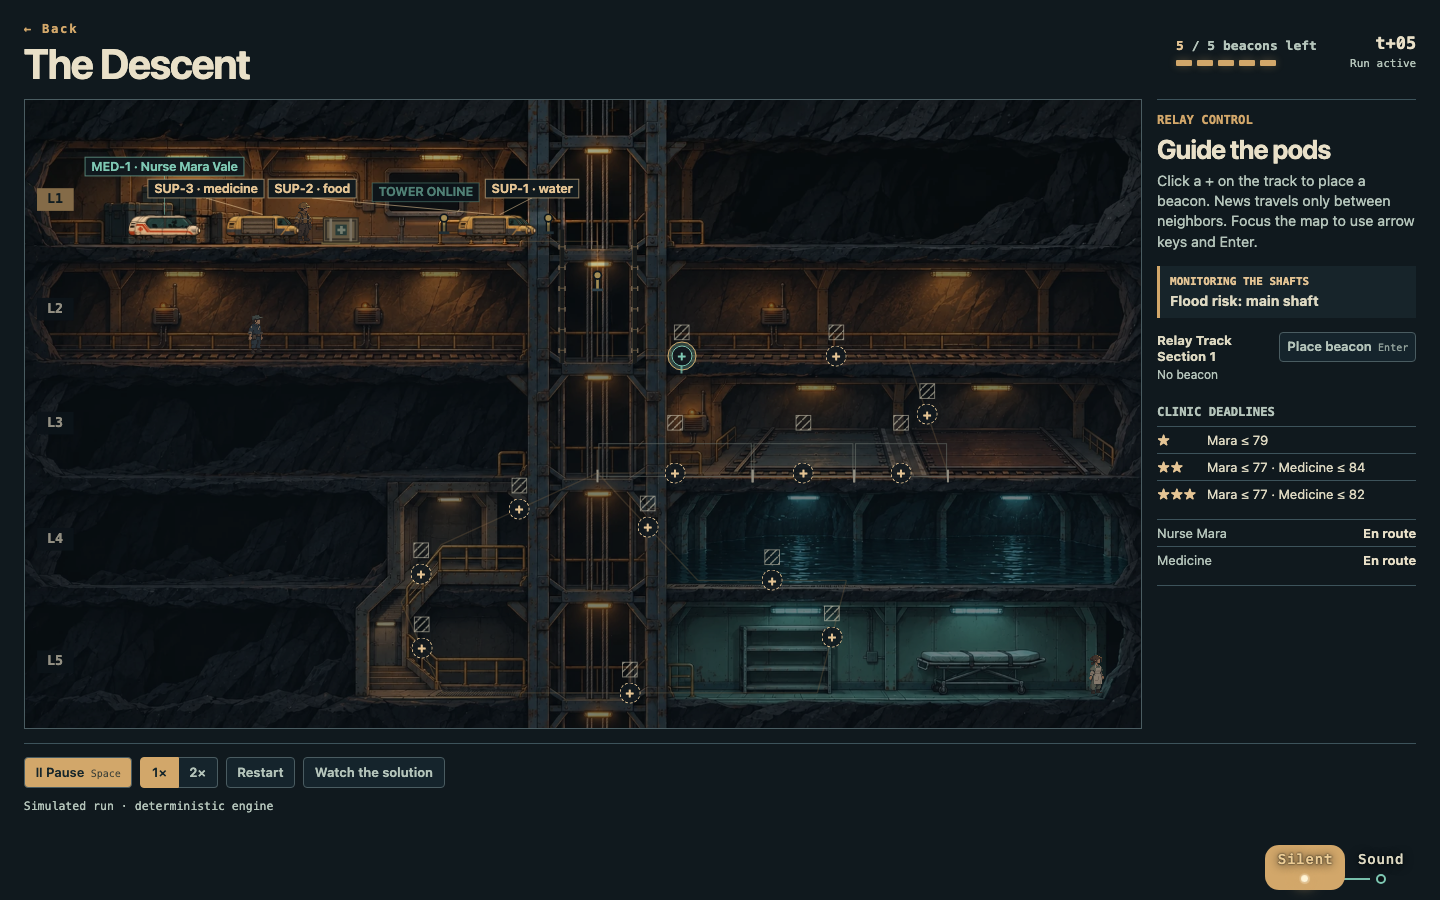 ← Back
The Descent
5 / 5 beacons left
t+05
Run active
MED-1 · Nurse Mara Vale
SUP-3 · medicine
SUP-2 · food
TOWER ONLINE
SUP-1 · water
L1
L2
L3
L4
L5
RELAY CONTROL
Guide the pods
Click a + on the track to place a
beacon. News travels only between
neighbors. Focus the map to use arrow
keys and Enter.
MONITORING THE SHAFTS
Flood risk: main shaft
Relay Track
Section 1
No beacon
Place beacon Enter
CLINIC DEADLINES
★ Mara ≤ 79
★★ Mara ≤ 77 · Medicine ≤ 84
★★★ Mara ≤ 77 · Medicine ≤ 82
Nurse Mara En route
Medicine En route
II Pause Space
1×
2×
Restart
Watch the solution
Simulated run · deterministic engine
Silent
Sound